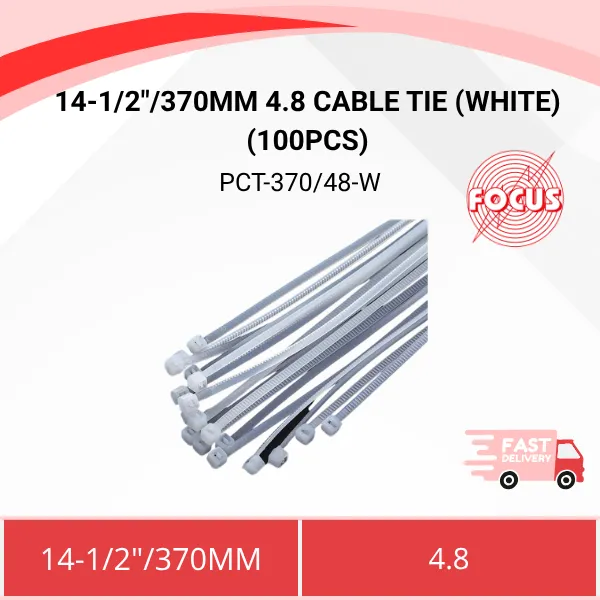 14-1/2"/370MM 4.8 CABLE TIE (WHITE)
(100PCS)
PCT-370/48-W
FOCUS
FAST
DELIVERY
14-1/2"/370MM
4.8